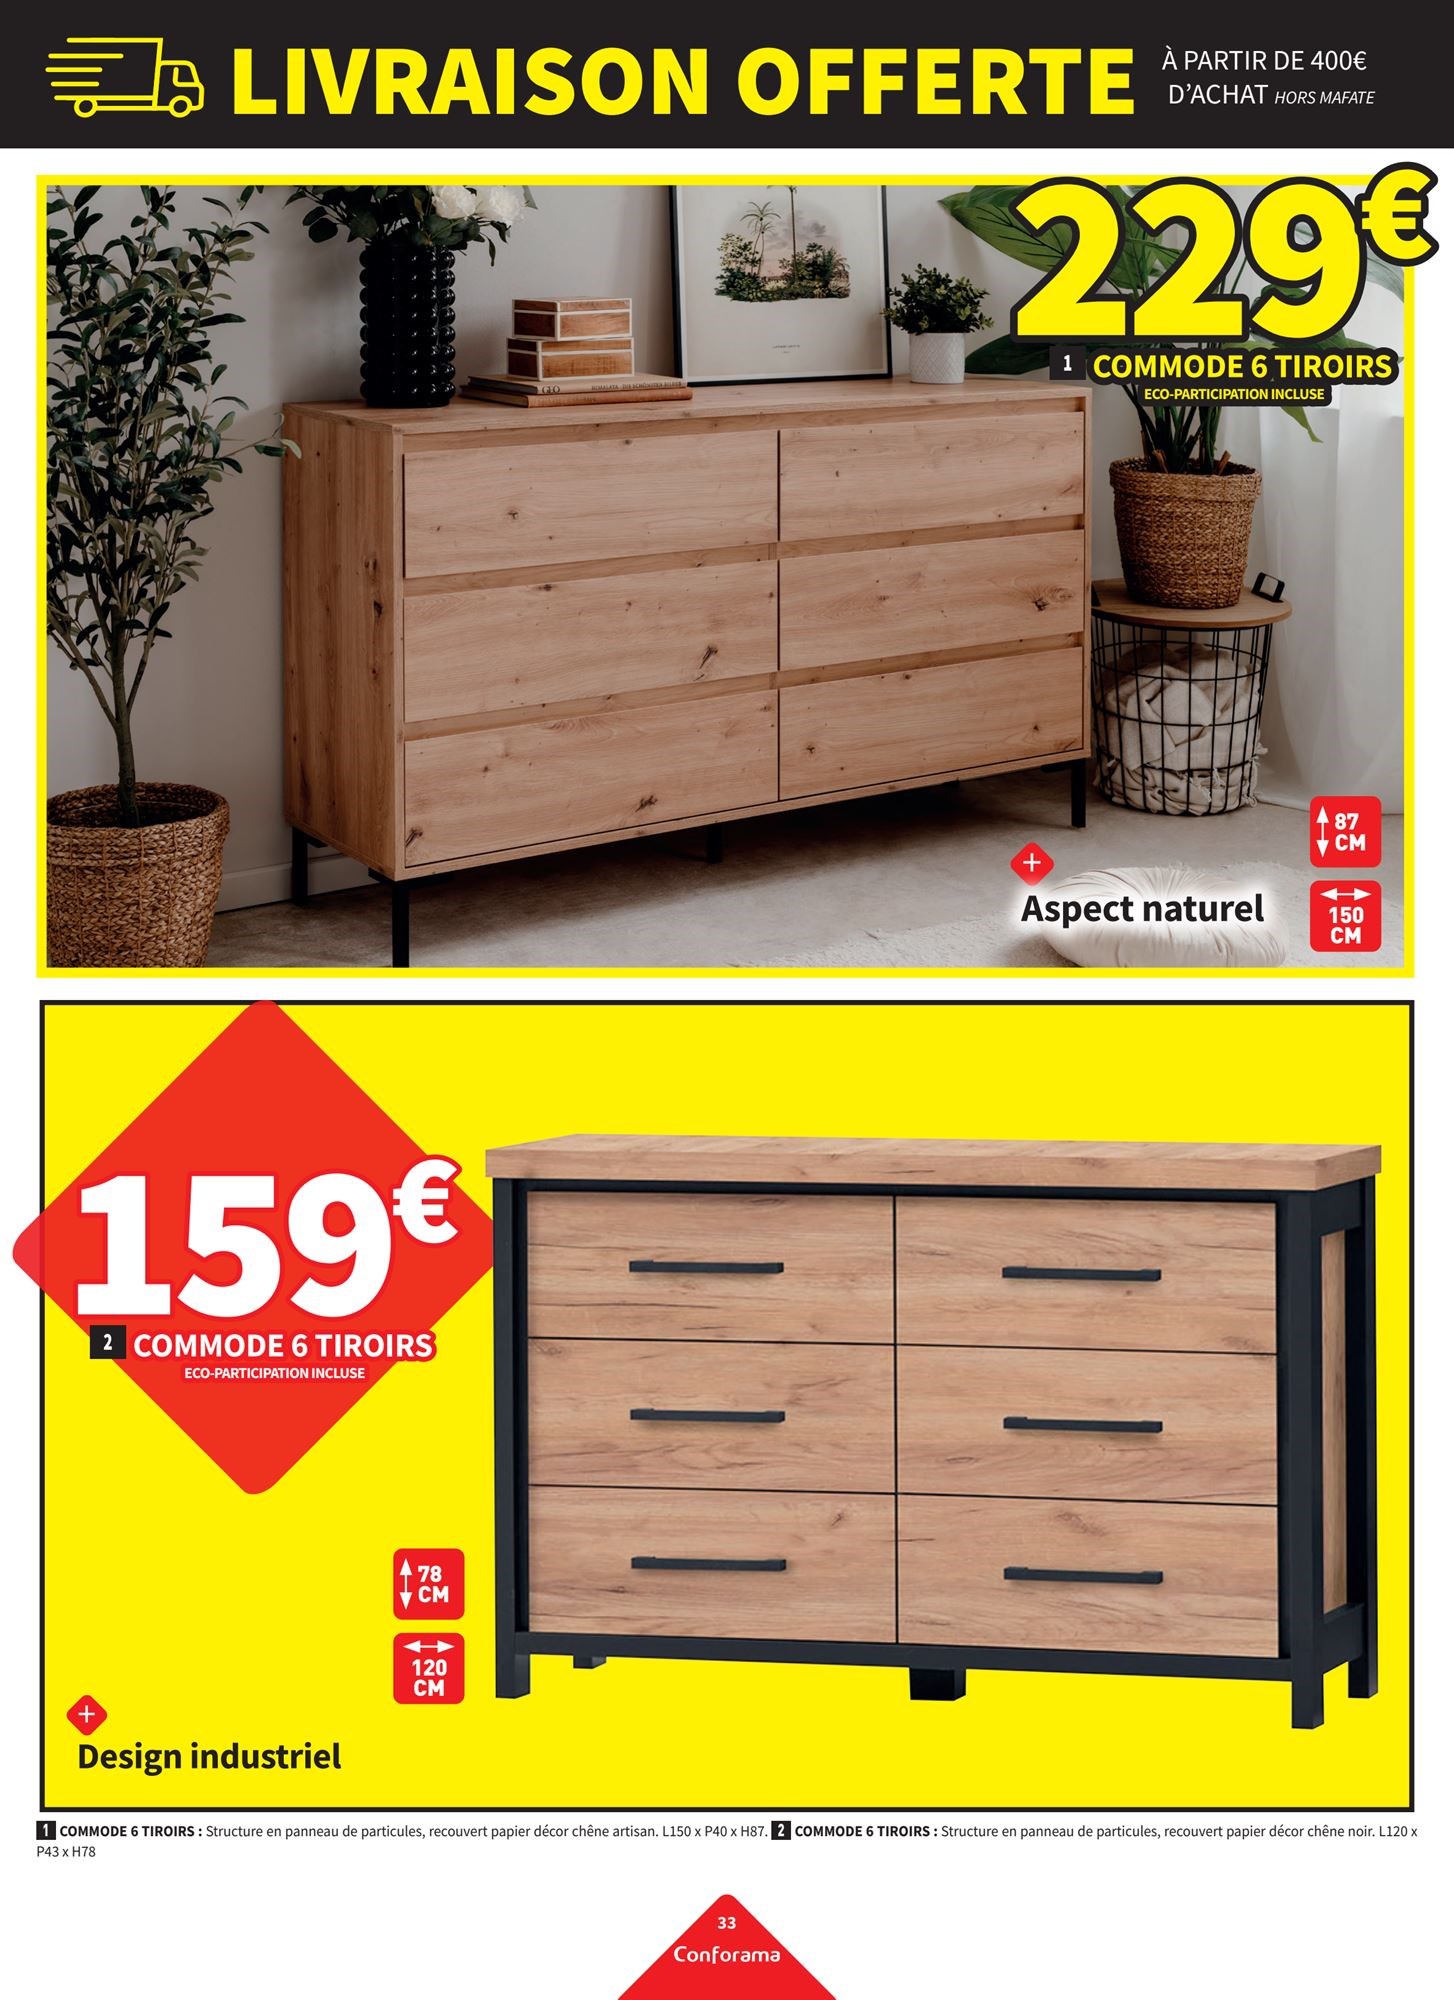 LIVRAISON OFFERTE
À PARTIR DE 400€
D'ACHAT HORS MAFATE
229€
1 COMMODE 6 TIROIRS
ECO-PARTICIPATION INCLUSE
GEO
HIMALAYA
87
CM
+
Aspect naturel
150
CM
159€
2 COMMODE 6 TIROIRS
ECO-PARTICIPATION INCLUSE
78
CM
120
CM
+
Design industriel
1 COMMODE 6 TIROIRS : Structure en panneau de particules, recouvert papier décor chêne artisan. L150 x P40 x H87. 2 COMMODE 6 TIROIRS : Structure en panneau de particules, recouvert papier décor chêne noir. L120 x
P43 x H78
33
Conforama